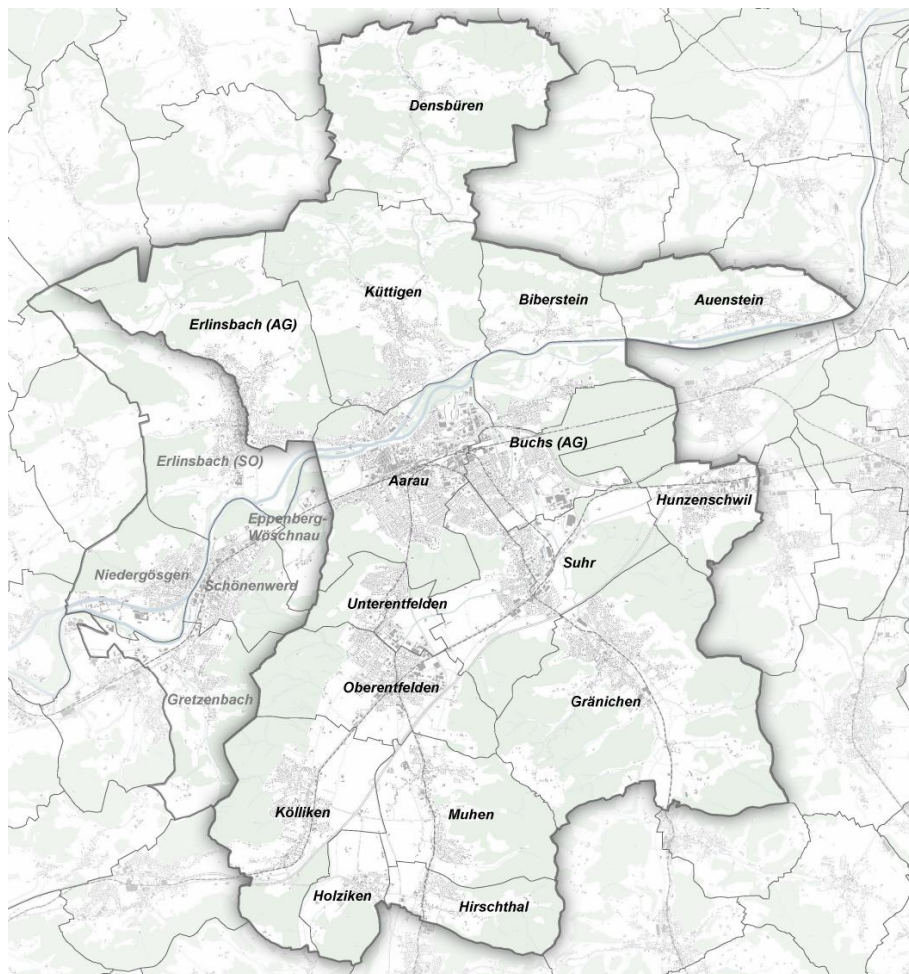 Densbüren
Küttigen
Biberstein
Auenstein
Erlinsbach (AG)
Buchs (AG)
Erlinsbach (SO)
Aarau
Hunzenschwil
Eppenberg-
Wöschnau
Suhr
Niedergösgen
Schönenwerd
Unterentfelden
Oberentfelden
Gretzenbach
Gränichen
Kölliken
Muhen
Holziken
Hirschthal